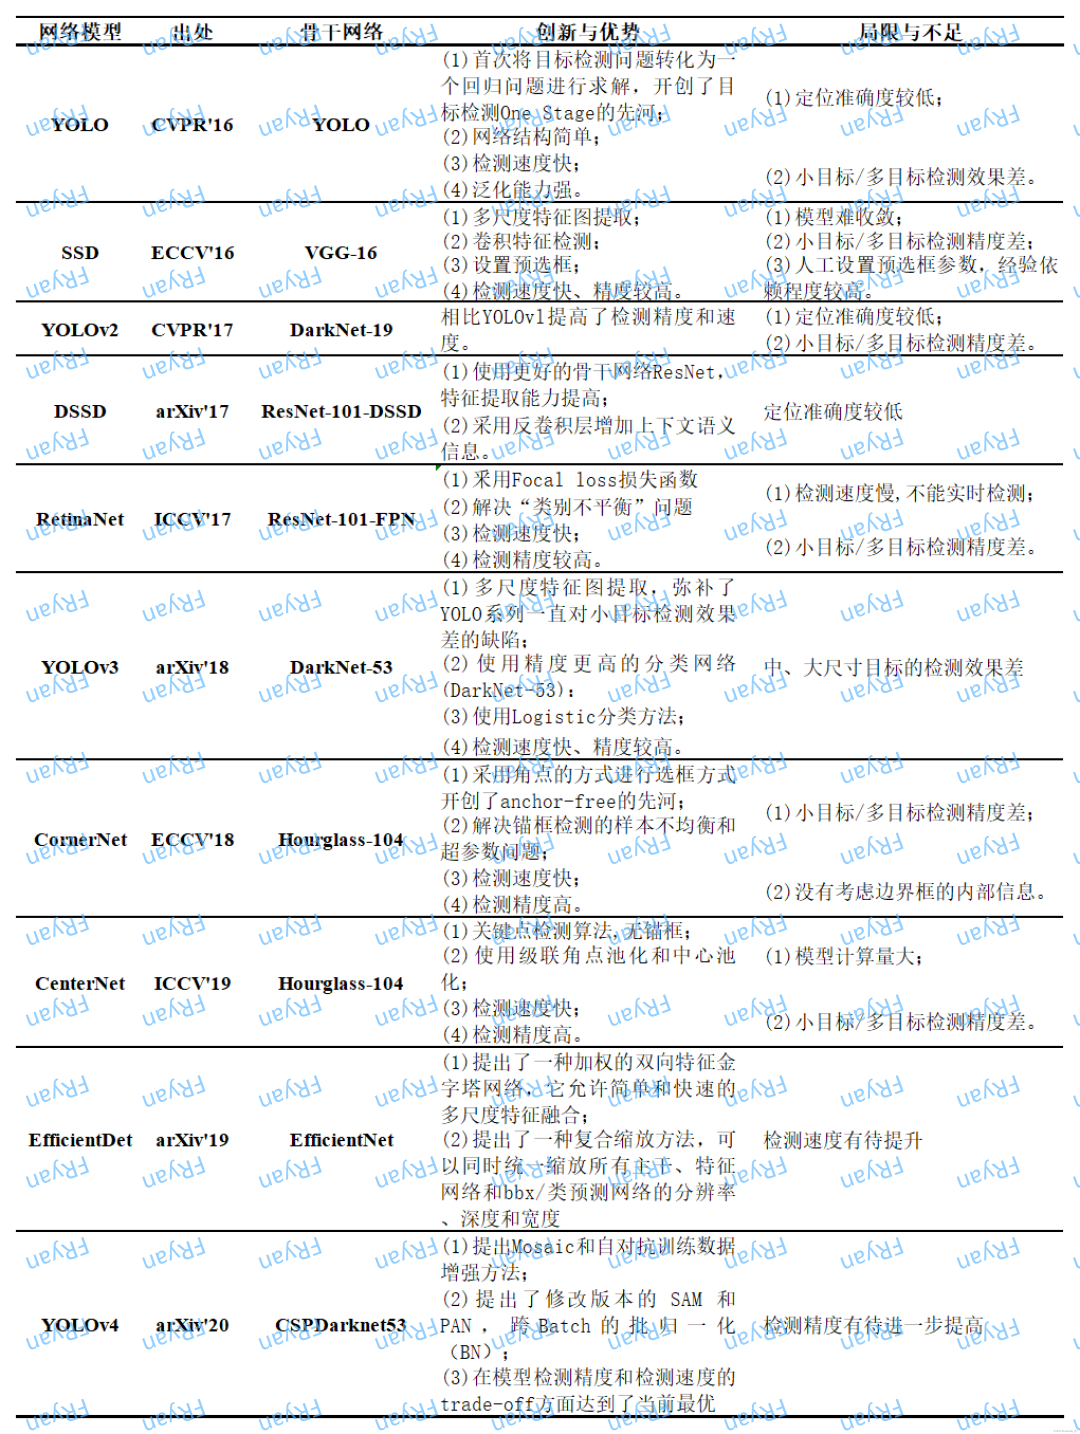 网络模型 出处 骨干网络 创新与优势 局限与不足
YOLO CVPR'16 YOLO
(1)首次将目标检测问题转化为一
个回归问题进行求解，开创了目
标检测One Stage的先河；
(2)网络结构简单；
(3)检测速度快；
(4)泛化能力强。
(1)定位准确度较低；
(2)小目标/多目标检测效果差。
SSD ECCV'16 VGG-16
(1)多尺度特征图提取；
(2)卷积特征检测；
(3)设置预选框；
(4)检测速度快、精度较高。
(1)模型难收敛；
(2)小目标/多目标检测精度差；
(3)人工设置预选框参数，经验依
赖程度较高。
YOLOv2 CVPR'17 DarkNet-19
相比YOLOv1提高了检测精度和速
度。
(1)定位准确度较低；
(2)小目标/多目标检测精度差。
DSSD arXiv'17 ResNet-101-DSSD
(1)使用更好的骨干网络ResNet，
特征提取能力提高；
(2)采用反卷积层增加上下文语义
信息。
定位准确度较低
RetinaNet ICCV'17 ResNet-101-FPN
(1)采用Focal loss损失函数
(2)解决“类别不平衡”问题
(3)检测速度快；
(4)检测精度较高。
(1)检测速度慢,不能实时检测；
(2)小目标/多目标检测精度差。
YOLOv3 arXiv'18 DarkNet-53
(1)多尺度特征图提取，弥补了
YOLO系列一直对小目标检测效果
差的缺陷；
(2)使用精度更高的分类网络
(DarkNet-53)：
(3)使用Logistic分类方法；
(4)检测速度快、精度较高。
中、大尺寸目标的检测效果差
CornerNet ECCV'18 Hourglass-104
(1)采用角点的方式进行选框方式
开创了anchor-free的先河；
(2)解决锚框检测的样本不均衡和
超参数问题；
(3)检测速度快；
(4)检测精度高。
(1)小目标/多目标检测精度差；
(2)没有考虑边界框的内部信息。
CenterNet ICCV'19 Hourglass-104
(1)关键点检测算法,无锚框；
(2)使用级联角点池化和中心池
化；
(3)检测速度快；
(4)检测精度高。
(1)模型计算量大；
(2)小目标/多目标检测精度差。
EfficientDet arXiv'19 EfficientNet
(1)提出了一种加权的双向特征金
字塔网络，它允许简单和快速的
多尺度特征融合；
(2)提出了一种复合缩放方法，可
以同时统一缩放所有主干、特征
网络和bbx/类预测网络的分辨率
、深度和宽度
检测速度有待提升
YOLOv4 arXiv'20 CSPDarknet53
(1)提出Mosaic和自对抗训练数据
增强方法；
(2)提出了修改版本的 SAM 和
PAN，跨Batch的批归一化
（BN）；
(3)在模型检测精度和检测速度的
trade-off方面达到了当前最优
检测精度有待进一步提高
FRyan